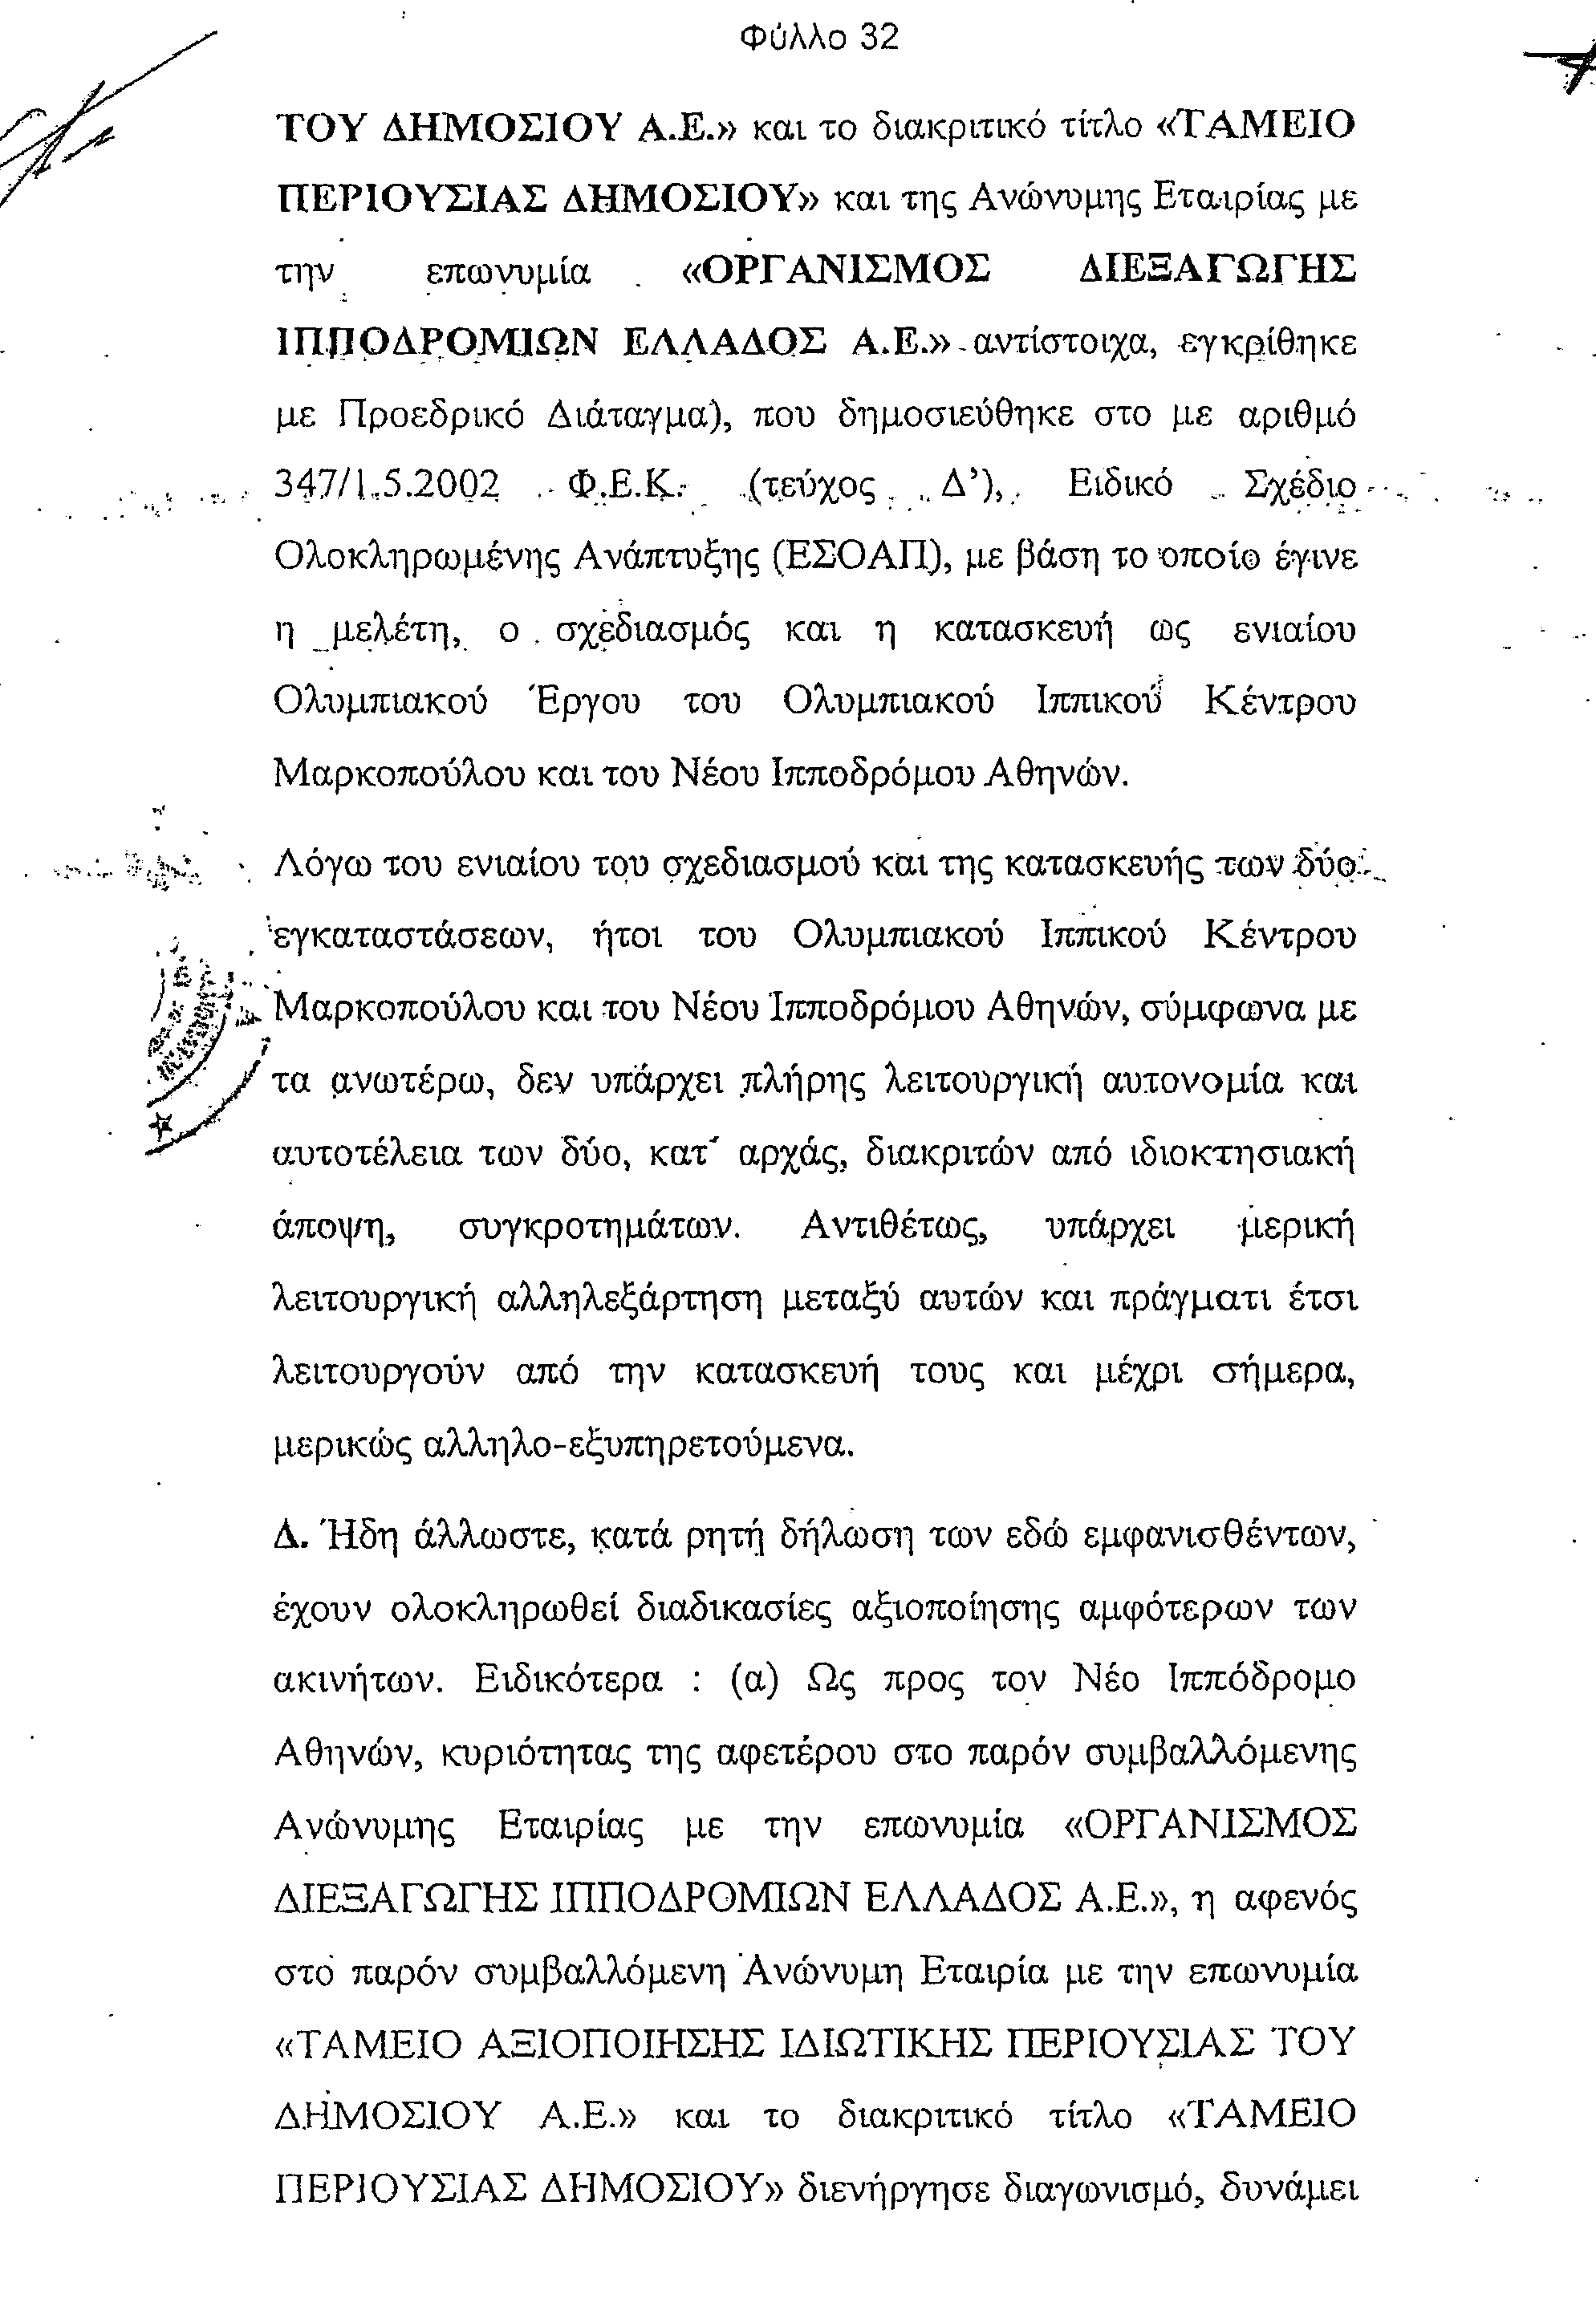 Φύλλο 32
ΤΟΥ ΔΗΜΟΣΙΟΥ Α.Ε.» και το διακριτικό τίτλο «ΤΑΜΕΙΟ
ΠΕΡΙΟΥΣΙΑΣ ΔΗΜΟΣΙΟΥ» και της Ανώνυμης Εταιρίας με
την επωνυμία «ΟΡΓΑΝΙΣΜΟΣ ΔΙΕΞΑΓΩΓΗΣ
ΙΠΠΟΔΡΟΜΙΩΝ ΕΛΛΑΔΟΣ Α.Ε.» αντίστοιχα, εγκρίθηκε
με Προεδρικό Διάταγμα), που δημοσιεύθηκε στο με αριθμό
347/1.5.2002 Φ.Ε.Κ. (τεύχος Δ’), Ειδικό Σχέδιο
Ολοκληρωμένης Ανάπτυξης (ΕΣΟΑΠ), με βάση το οποίο έγινε
η μελέτη, ο σχεδιασμός και η κατασκευή ως ενιαίου
Ολυμπιακού Έργου του Ολυμπιακού Ιππικού Κέντρου
Μαρκοπούλου και του Νέου Ιπποδρόμου Αθηνών.
Λόγω του ενιαίου του σχεδιασμού και της κατασκευής των δύο
εγκαταστάσεων, ήτοι του Ολυμπιακού Ιππικού Κέντρου
Μαρκοπούλου και του Νέου Ιπποδρόμου Αθηνών, σύμφωνα με
τα ανωτέρω, δεν υπάρχει πλήρης λειτουργική αυτονομία και
αυτοτέλεια των δύο, κατ΄ αρχάς, διακριτών από ιδιοκτησιακή
άποψη, συγκροτημάτων. Αντιθέτως, υπάρχει μερική
λειτουργική αλληλεξάρτηση μεταξύ αυτών και πράγματι έτσι
λειτουργούν από την κατασκευή τους και μέχρι σήμερα,
μερικώς αλληλο-εξυπηρετούμενα.
Δ. Ήδη άλλωστε, κατά ρητή δήλωση των εδώ εμφανισθέντων,
έχουν ολοκληρωθεί διαδικασίες αξιοποίησης αμφότερων των
ακινήτων. Ειδικότερα : (α) Ως προς τον Νέο Ιππόδρομο
Αθηνών, κυριότητας της αφετέρου στο παρόν συμβαλλόμενης
Ανώνυμης Εταιρίας με την επωνυμία «ΟΡΓΑΝΙΣΜΟΣ
ΔΙΕΞΑΓΩΓΗΣ ΙΠΠΟΔΡΟΜΙΩΝ ΕΛΛΑΔΟΣ Α.Ε.», η αφενός
στο παρόν συμβαλλόμενη Ανώνυμη Εταιρία με την επωνυμία
«ΤΑΜΕΙΟ ΑΞΙΟΠΟΙΗΣΗΣ ΙΔΙΩΤΙΚΗΣ ΠΕΡΙΟΥΣΙΑΣ ΤΟΥ
ΔΗΜΟΣΙΟΥ Α.Ε.» και το διακριτικό τίτλο «ΤΑΜΕΙΟ
ΠΕΡΙΟΥΣΙΑΣ ΔΗΜΟΣΙΟΥ» διενήργησε διαγωνισμό, δυνάμει